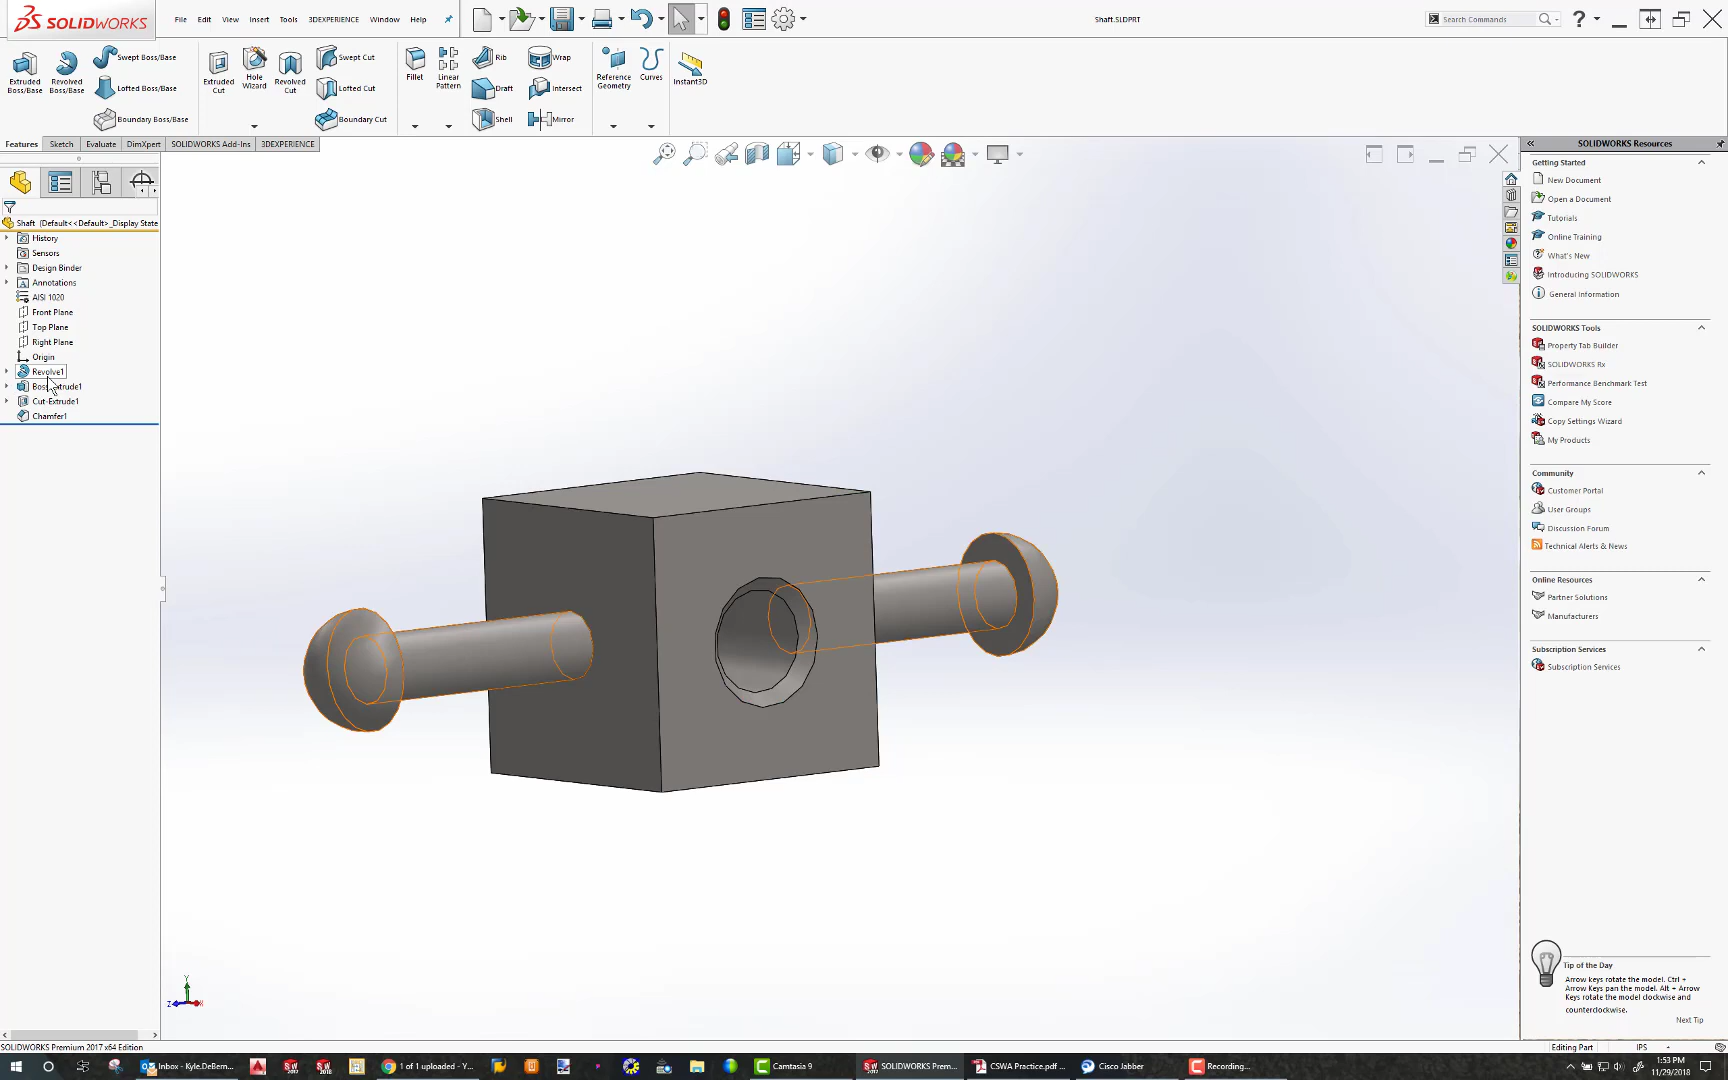 SOLIDWORKS
File Edit View Insert Tools 3DEXPERIENCE Window Help
Shaft.SLDPRT
Search Commands
Extruded Boss/Base
Revolved Boss/Base
Swept Boss/Base
Lofted Boss/Base
Boundary Boss/Base
Extruded Cut
Hole Wizard
Revolved Cut
Swept Cut
Lofted Cut
Boundary Cut
Fillet
Linear Pattern
Rib
Draft
Shell
Wrap
Intersect
Mirror
Reference Geometry
Curves
Instant3D
Features Sketch Evaluate DimXpert SOLIDWORKS Add-Ins 3DEXPERIENCE
Shaft (Default<<Default>_Display State
History
Sensors
Design Binder
Annotations
AISI 1020
Front Plane
Top Plane
Right Plane
Origin
Revolve1
Cut-Extrude1
Chamfer1
Y
Z
X
SOLIDWORKS Resources
Getting Started
New Document
Open a Document
Tutorials
Online Training
What's New
Introducing SOLIDWORKS
General Information
SOLIDWORKS Tools
Property Tab Builder
SOLIDWORKS Rx
Performance Benchmark Test
Compare My Score
Copy Settings Wizard
My Products
Community
Customer Portal
User Groups
Discussion Forum
Technical Alerts & News
Online Resources
Partner Solutions
Manufacturers
Subscription Services
Subscription Services
Tip of the Day
Arrow keys rotate the model. Ctrl +
Arrow Keys pan the model. Alt + Arrow
Keys rotate the model clockwise and
counterclockwise.
Next Tip
SOLIDWORKS Premium 2017 x64 Edition
Editing Part
IPS
Inbox - Kyle.DeBern...
1 of 1 uploaded - Y...
Camtasia 9
SOLIDWORKS Prem...
CSWA Practice.pdf ...
Cisco Jabber
Recording...
1:53 PM
11/29/2018